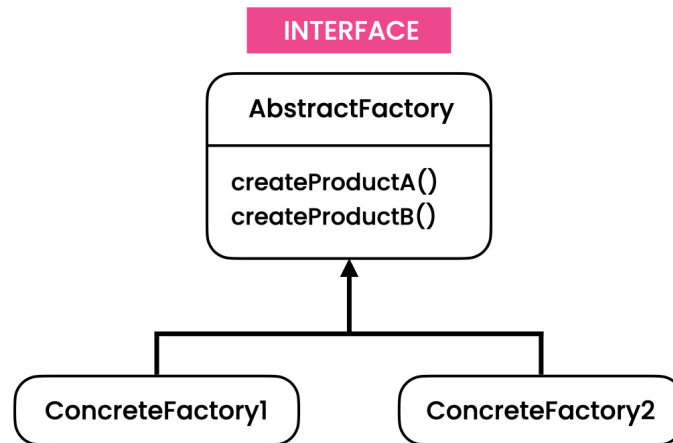 INTERFACE
AbstractFactory
createProductA()
createProductB()
ConcreteFactory1
ConcreteFactory2